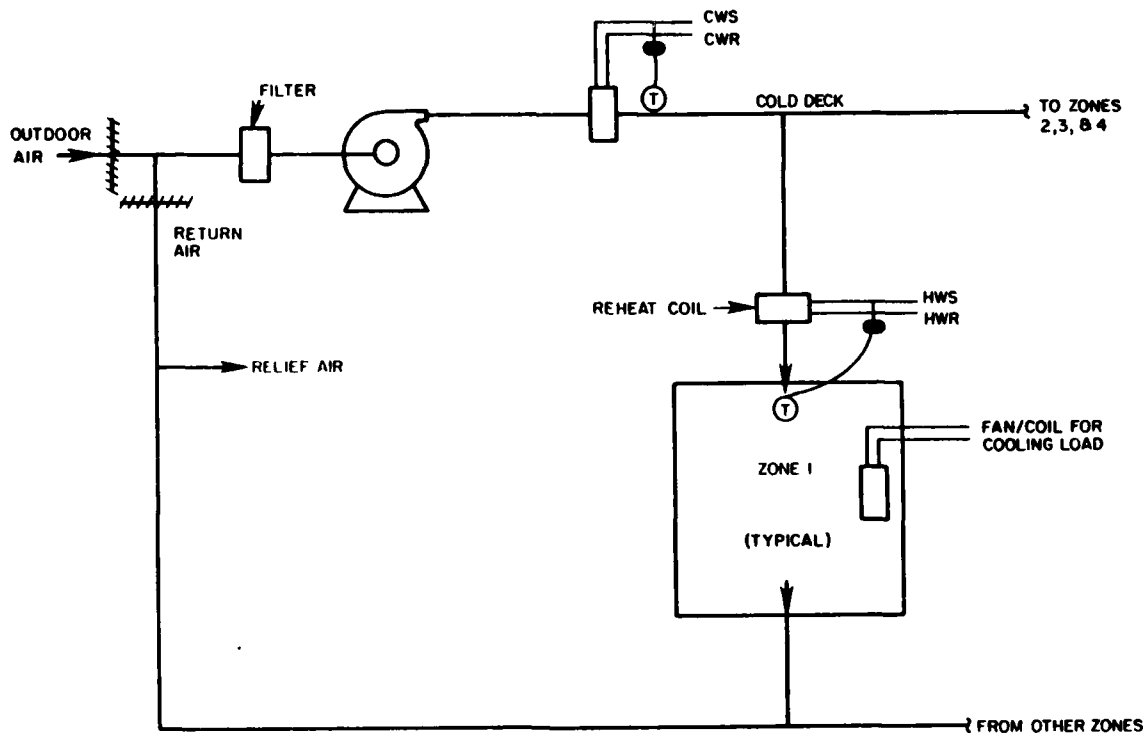 CWS
CWR
FILTER
T
COLD DECK
TO ZONES
2,3, & 4
OUTDOOR
AIR
RETURN
AIR
REHEAT COIL
HWS
HWR
RELIEF AIR
T
FAN/COIL FOR
COOLING LOAD
ZONE 1
(TYPICAL)
FROM OTHER ZONES